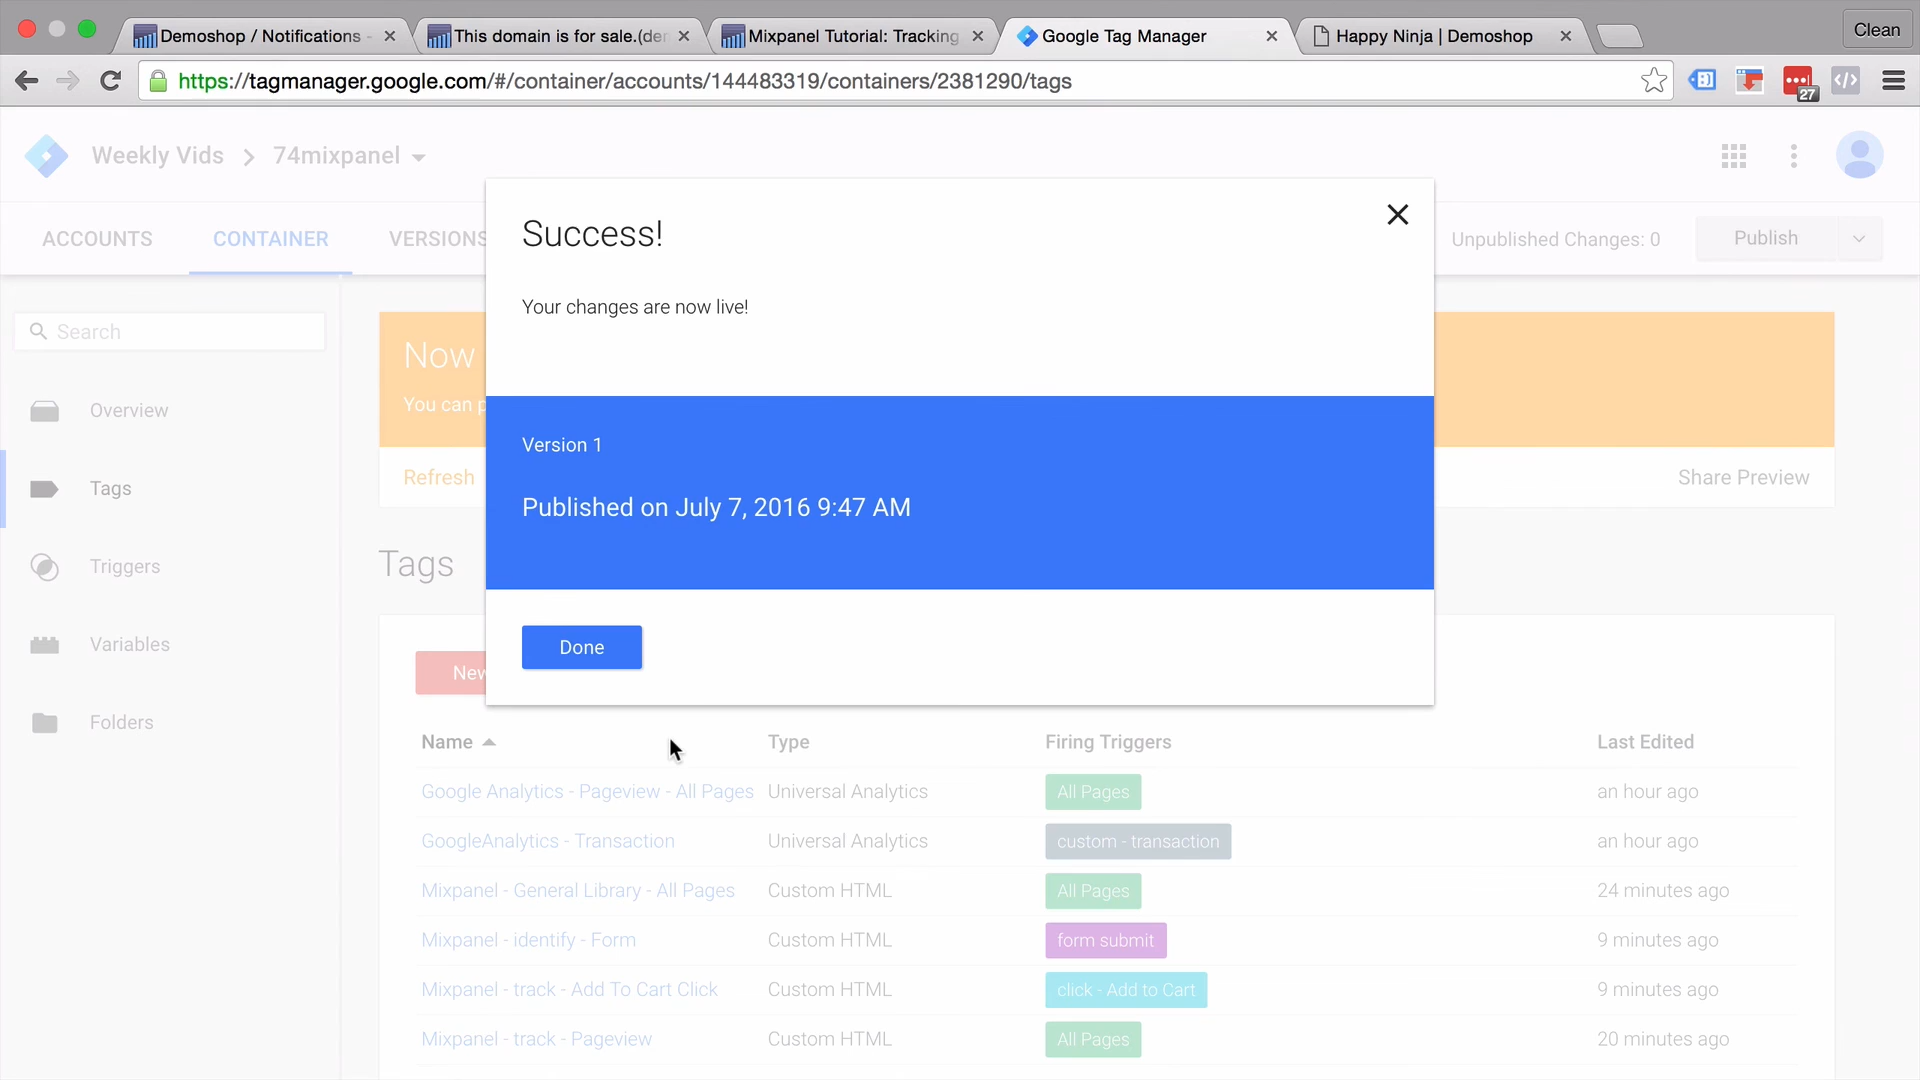 Demoshop / Notifications -
This domain is for sale.(der
Mixpanel Tutorial: Tracking
Google Tag Manager
Happy Ninja | Demoshop
Clean
https://tagmanager.google.com/#/container/accounts/144483319/containers/2381290/tags
27
Weekly Vids > 74mixpanel
ACCOUNTS
CONTAINER
VERSIONS
Unpublished Changes: 0
Publish
Success!
Your changes are now live!
Version 1
Published on July 7, 2016 9:47 AM
Done
Search
Overview
Tags
Triggers
Variables
Folders
Now
You can p
Refresh
Share Preview
Tags
New
Name Type Firing Triggers Last Edited
Google Analytics - Pageview - All Pages Universal Analytics All Pages an hour ago
GoogleAnalytics - Transaction Universal Analytics custom - transaction an hour ago
Mixpanel - General Library - All Pages Custom HTML All Pages 24 minutes ago
Mixpanel - identify - Form Custom HTML form submit 9 minutes ago
Mixpanel - track - Add To Cart Click Custom HTML click - Add to Cart 9 minutes ago
Mixpanel - track - Pageview Custom HTML All Pages 20 minutes ago